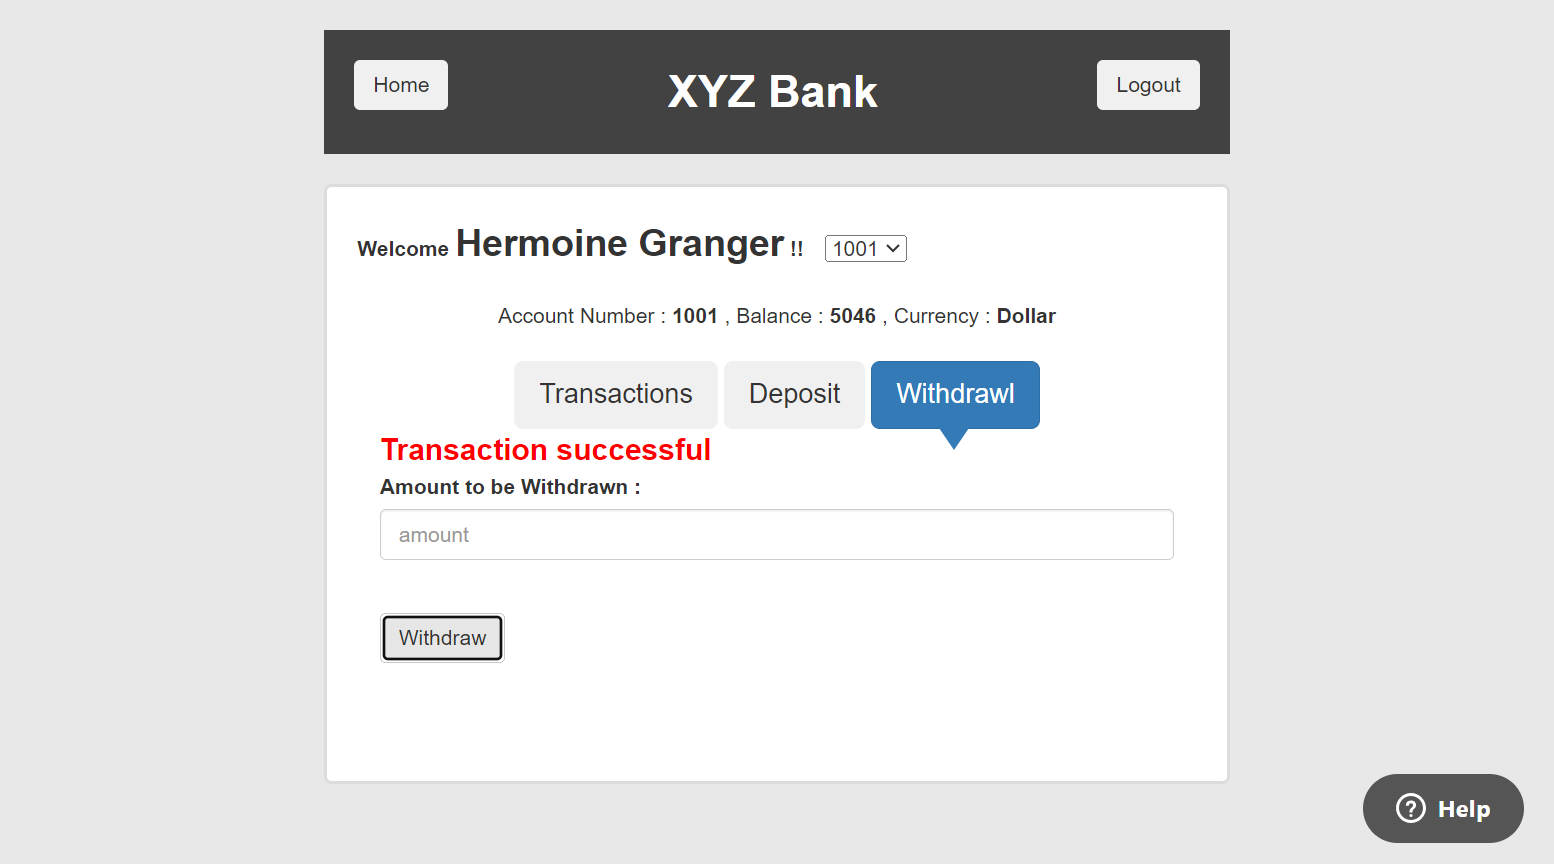 Home
XYZ Bank
Logout
Welcome Hermoine Granger !! 1001
Account Number : 1001 , Balance : 5046 , Currency : Dollar
Transactions
Deposit
Withdrawl
Transaction successful
Amount to be Withdrawn :
amount
Withdraw
? Help